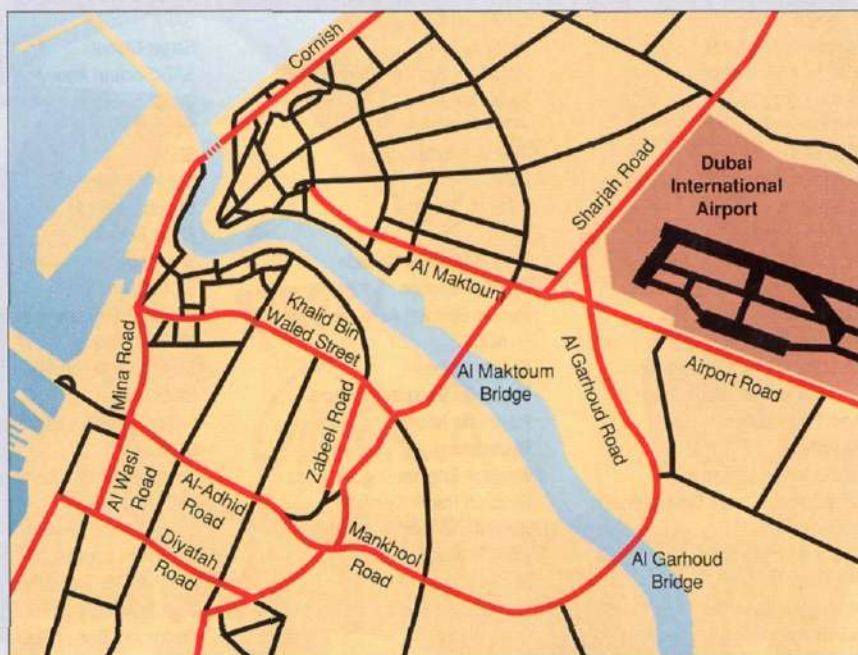 Cornish
Dubai
International
Airport
Sharjah Road
Al Maktoum
Khalid Bin
Waled Street
Al Maktoum
Bridge
Al Garhoud Road
Airport Road
Mina Road
Zabeel Road
Al Wasl
Road
Al-Adhid
Road
Diyafah
Road
Mankhool
Road
Al Garhoud
Bridge